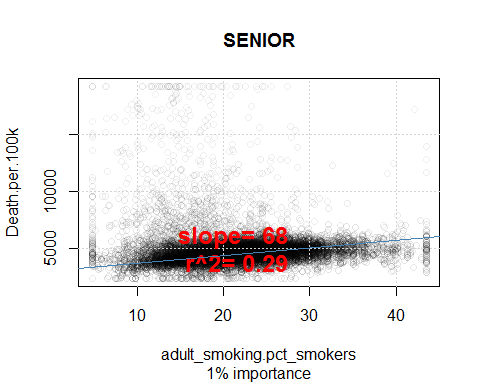 SENIOR
Death.per.100k
10000
5000
slope= 68
r^2= 0.29
10 20 30 40
adult_smoking.pct_smokers
1% importance